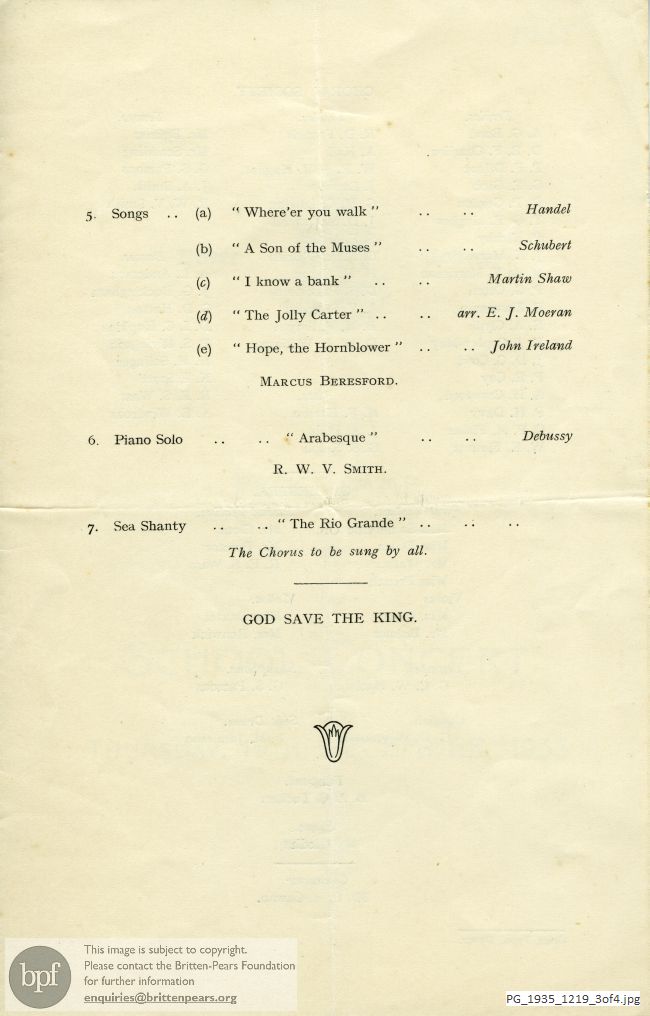 5. Songs .. (a) “ Where’er you walk ” .. .. Handel
(b) “ A Son of the Muses ” .. .. Schubert
(c) “ I know a bank ” .. .. Martin Shaw
(d) “ The Jolly Carter ” .. .. arr. E. J. Moeran
(e) “ Hope, the Hornblower ” .. .. John Ireland
MARCUS BERESFORD.
6. Piano Solo .. .. “ Arabesque ” .. .. Debussy
R. W. V. SMITH.
7. Sea Shanty .. .. “ The Rio Grande ” .. .. ..
The Chorus to be sung by all.
GOD SAVE THE KING.
bpf
This image is subject to copyright.
Please contact the Britten-Pears Foundation
for further information
enquiries@brittenpears.org
PG_1935_1219_3of4.jpg